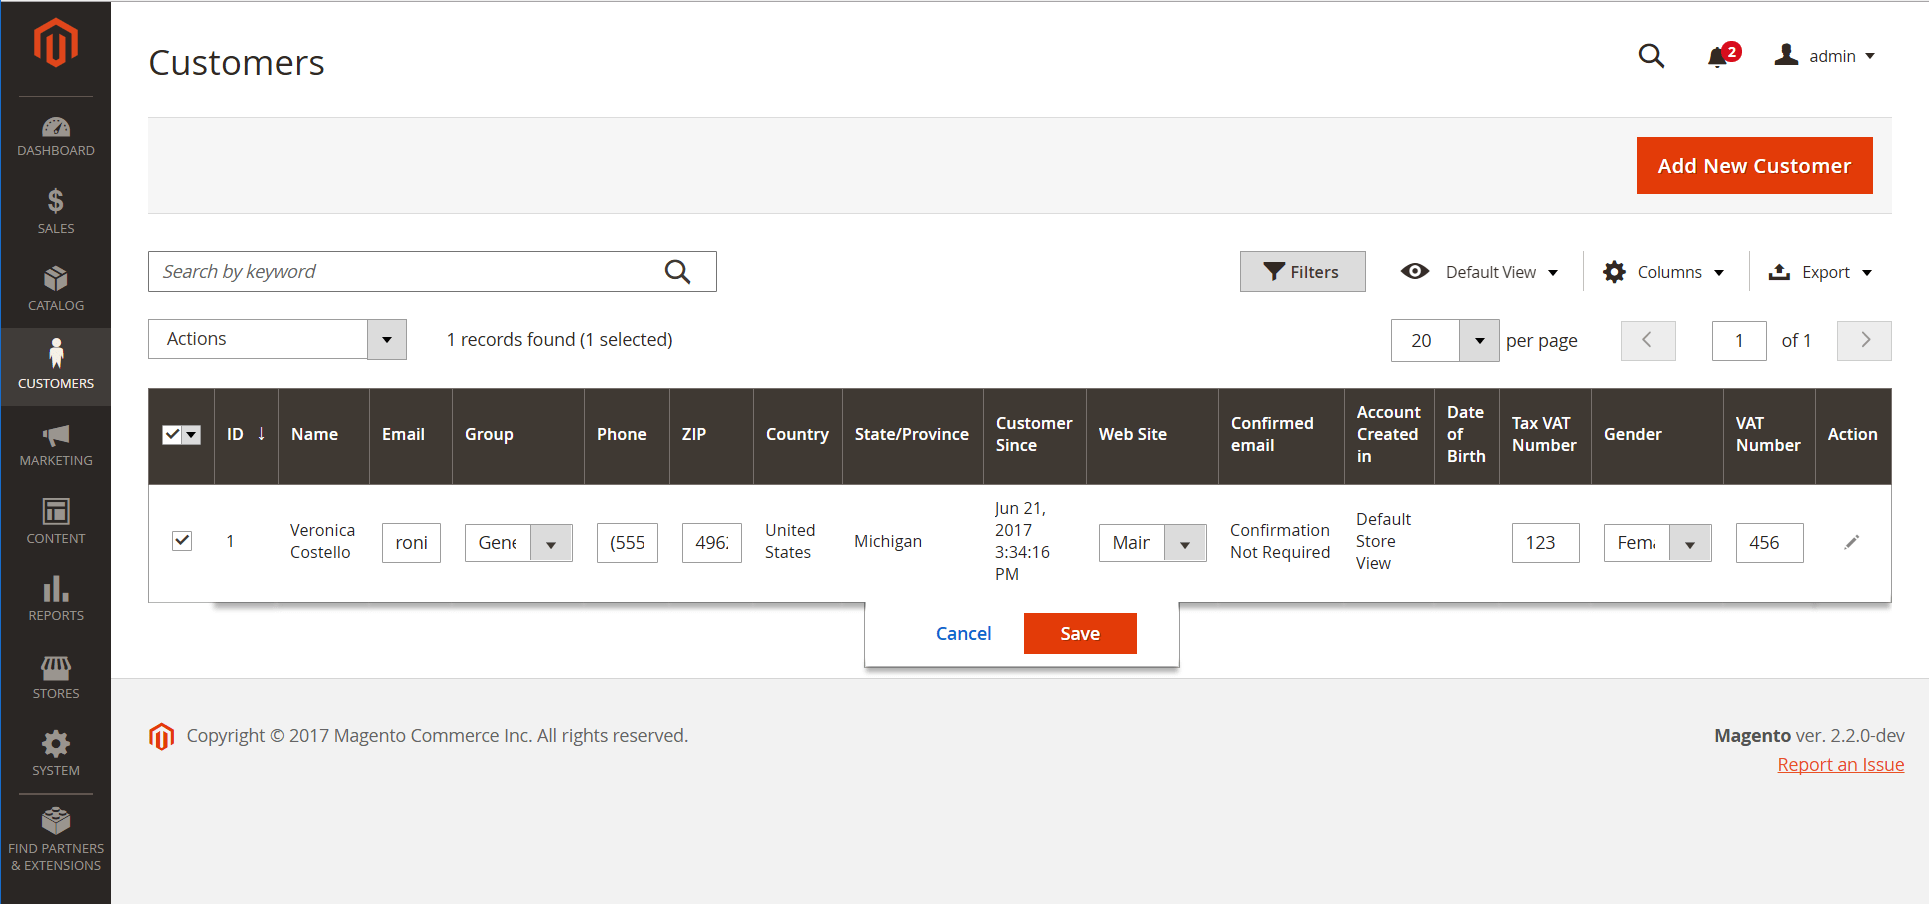 Customers
2
admin
DASHBOARD
SALES
CATALOG
CUSTOMERS
MARKETING
CONTENT
REPORTS
STORES
SYSTEM
FIND PARTNERS
& EXTENSIONS
Add New Customer
Search by keyword
Filters
Default View
Columns
Export
Actions
1 records found (1 selected)
20
per page
1
of 1
ID ↓
Name
Email
Group
Phone
ZIP
Country
State/Province
Customer
Since
Web Site
Confirmed
email
Account
Created
in
Date
of
Birth
Tax VAT
Number
Gender
VAT
Number
Action
1
Veronica
Costello
roni
Gene
(555
496
United
States
Michigan
Jun 21,
2017
3:34:16
PM
Main
Confirmation
Not Required
Default
Store
View
123
Fema
456
Cancel
Save
Copyright © 2017 Magento Commerce Inc. All rights reserved.
Magento ver. 2.2.0-dev
Report an Issue